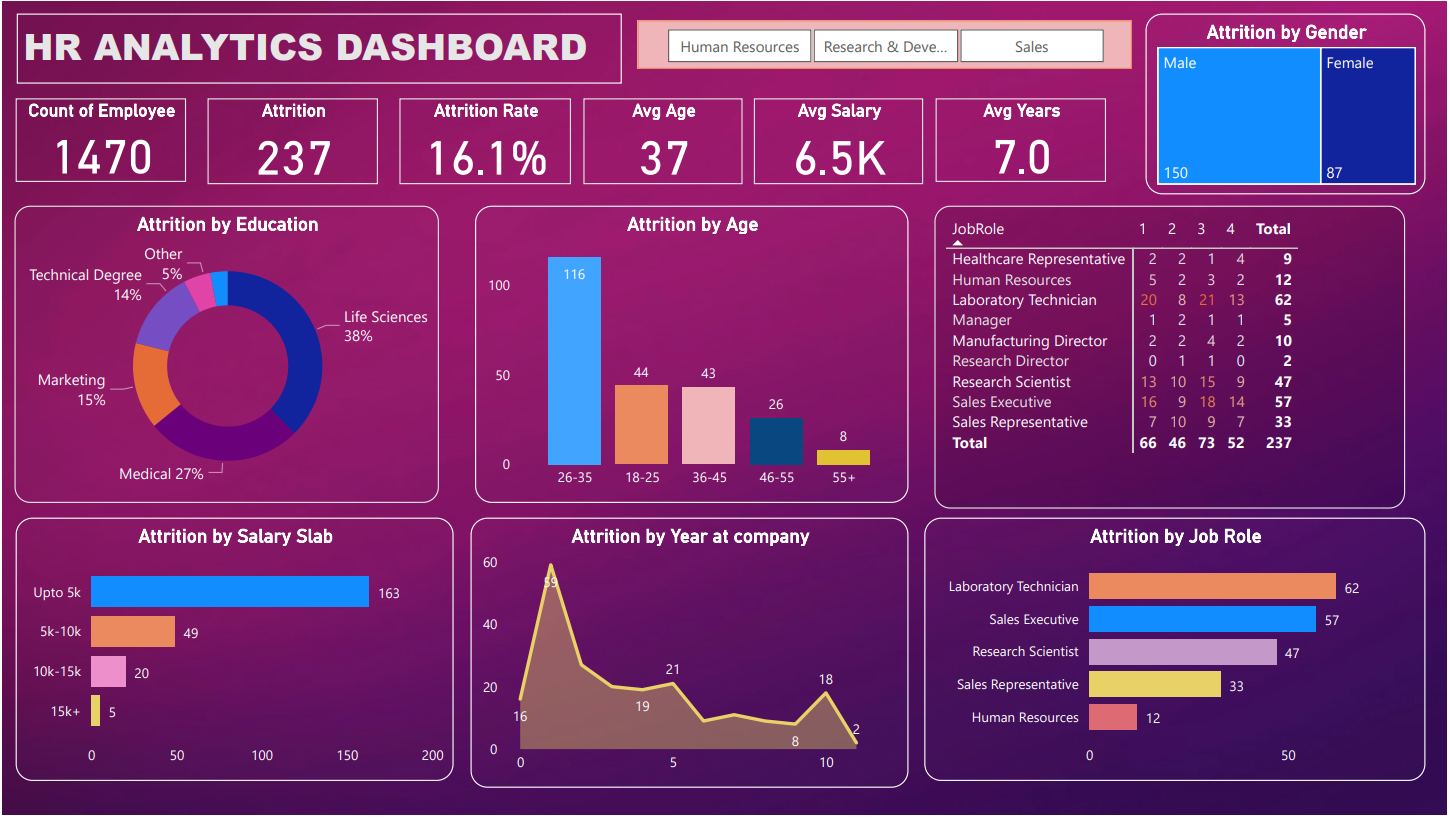 HR ANALYTICS DASHBOARD
Human Resources
Research & Deve...
Sales
Attrition by Gender
Male
Female
150
87
Count of Employee
1470
Attrition
237
Attrition Rate
16.1%
Avg Age
37
Avg Salary
6.5K
Avg Years
7.0
Attrition by Education
Other
5%
Technical Degree
14%
Life Sciences
38%
Marketing
15%
Medical 27%
Attrition by Age
100
50
0
116
44
43
26
8
26-35
18-25
36-45
46-55
55+
JobRole 1 2 3 4 Total
Healthcare Representative 2 2 1 4 9
Human Resources 5 2 3 2 12
Laboratory Technician 20 8 21 13 62
Manager 1 2 1 1 5
Manufacturing Director 2 2 4 2 10
Research Director 0 1 1 0 2
Research Scientist 13 10 15 9 47
Sales Executive 16 9 18 14 57
Sales Representative 7 10 9 7 33
Total 66 46 73 52 237
Attrition by Salary Slab
Upto 5k 163
5k-10k 49
10k-15k 20
15k+ 5
0 50 100 150 200
Attrition by Year at company
60
40
20
0
16
59
19
21
8
18
2
0 5 10
Attrition by Job Role
Laboratory Technician 62
Sales Executive 57
Research Scientist 47
Sales Representative 33
Human Resources 12
0 50